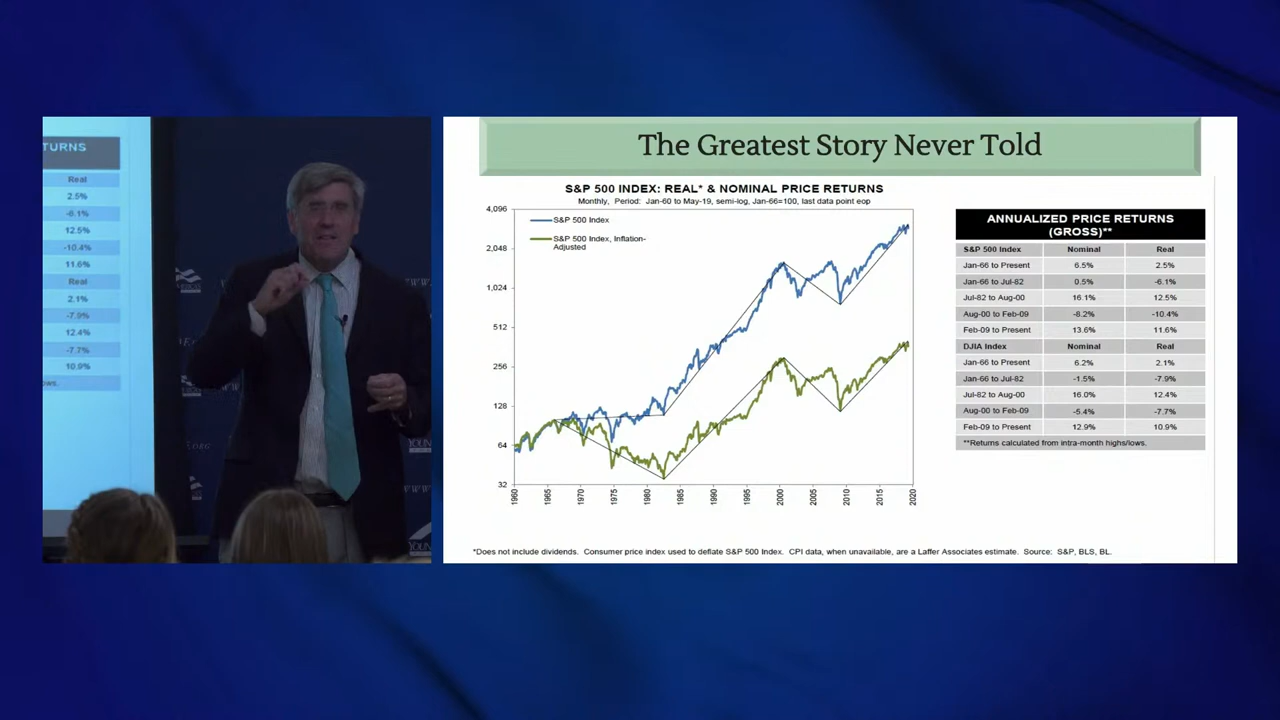 TURNS
Real
2.5%
-8.1%
12.5%
-10.4%
11.6%
Real
2.1%
-7.9%
12.4%
-7.7%
10.9%
The Greatest Story Never Told
S&P 500 INDEX: REAL* & NOMINAL PRICE RETURNS
Monthly, Period: Jan-60 to May-19, semi-log, Jan-66=100, last data point eop
S&P 500 Index
S&P 500 Index, Inflation-
Adjusted
4,096
2,048
1,024
512
256
128
64
32
1960 1965 1970 1975 1980 1985 1990 1995 2000 2005 2010 2015 2020
ANNUALIZED PRICE RETURNS
(GROSS)**
S&P 500 Index Nominal Real
Jan-66 to Present 6.5% 2.5%
Jan-66 to Jul-82 0.5% -6.1%
Jul-82 to Aug-00 16.1% 12.5%
Aug-00 to Feb-09 -8.2% -10.4%
Feb-09 to Present 13.6% 11.6%
DJIA Index Nominal Real
Jan-66 to Present 6.2% 2.1%
Jan-66 to Jul-82 -1.5% -7.9%
Jul-82 to Aug-00 16.0% 12.4%
Aug-00 to Feb-09 -5.4% -7.7%
Feb-09 to Present 12.9% 10.9%
**Returns calculated from intra-month highs/lows.
*Does not include dividends. Consumer price index used to deflate S&P 500 Index. CPI data, when unavailable, are a Laffer Associates estimate. Source: S&P, BLS, BL.